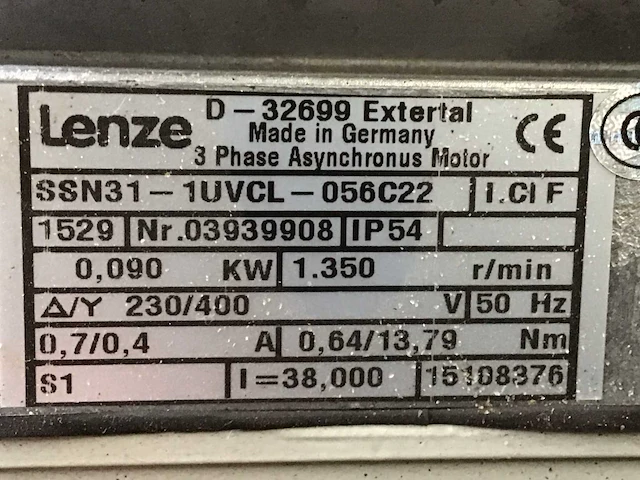 Lenze
D-32699 Extertal
Made in Germany
3 Phase Asynchronus Motor
CE
SSN31-1UVCL-056C22 I.Cl F
1529 Nr.03939908 IP54
0,090 KW 1.350 r/min
Δ/Y 230/400 V 50 Hz
0,7/0,4 A 0,64/13,79 Nm
S1 I=38,000 15108376